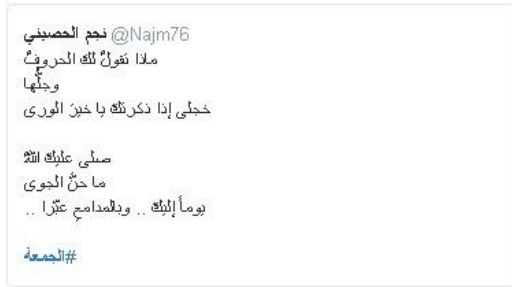 نجم الحصيني @Najm76
ماذا تقولُ لك الحروفُ
وجلُّها
خجلى إذا ذكرتك يا خيرَ الورى
صلى عليك اللهُ
ما حنَّ الجوى
يوماً إليك .. وبالمدامحِ عبّرا ..
#الجمعة